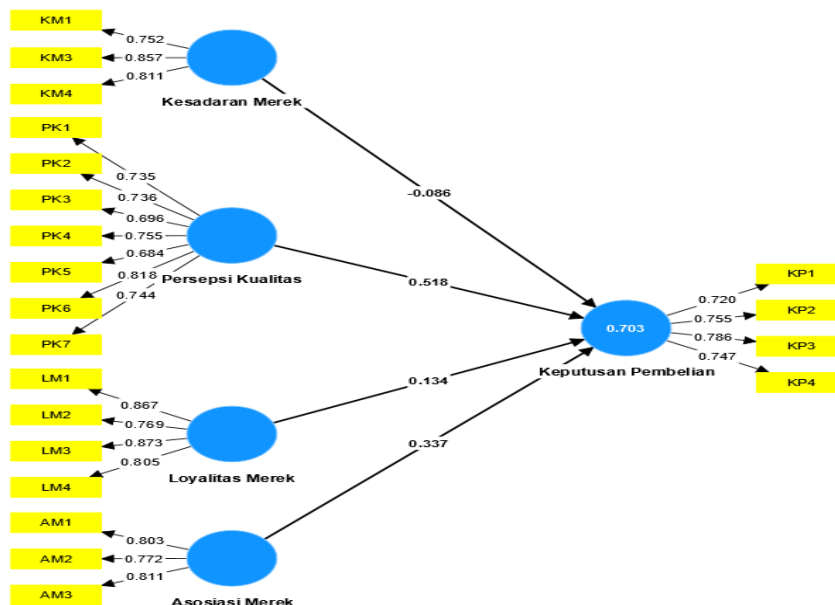 KM1
0.752
KM3
0.857
KM4
0.811
Kesadaran Merek
PK1
PK2
PK3
PK4
PK5
PK6
PK7
0.735
0.736
0.696
0.755
0.684
0.818
0.744
Persepsi Kualitas
LM1
LM2
LM3
LM4
0.867
0.769
0.873
0.805
Loyalitas Merek
AM1
AM2
AM3
0.803
0.772
0.811
Asosiasi Merek
-0.086
0.518
0.134
0.337
0.703
Keputusan Pembelian
0.720
0.755
0.786
0.747
KP1
KP2
KP3
KP4